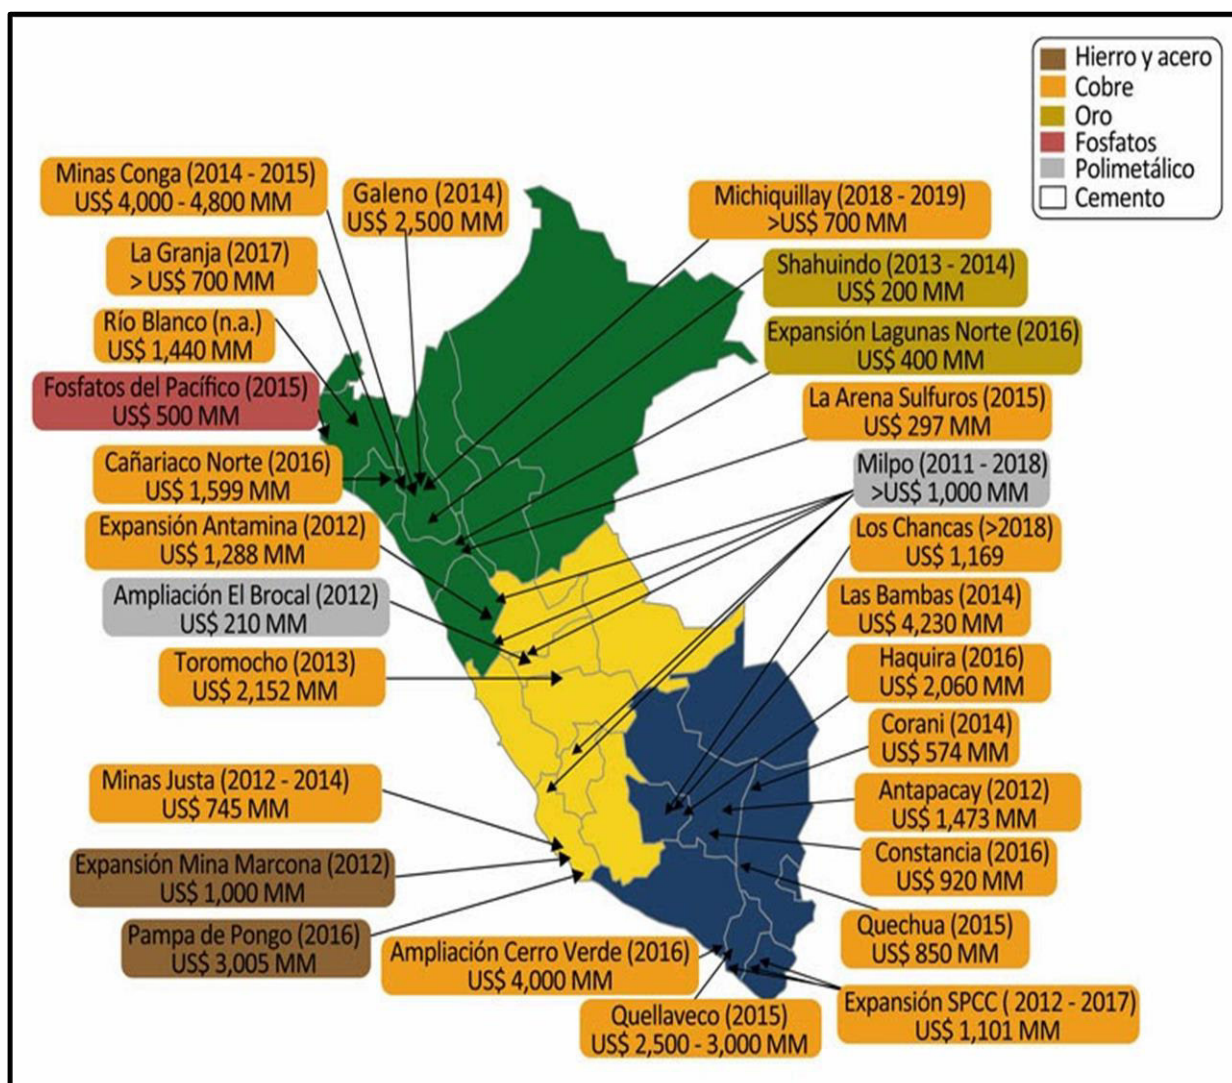 Hierro y acero
Cobre
Oro
Fosfatos
Polimetálico
Cemento
Minas Conga (2014 - 2015)
US$ 4,000 - 4,800 MM
Galeno (2014)
US$ 2,500 MM
Michiquillay (2018 - 2019)
>US$ 700 MM
La Granja (2017)
> US$ 700 MM
Shahuindo (2013 - 2014)
US$ 200 MM
Río Blanco (n.a.)
US$ 1,440 MM
Expansión Lagunas Norte (2016)
US$ 400 MM
Fosfatos del Pacífico (2015)
US$ 500 MM
La Arena Sulfuros (2015)
US$ 297 MM
Cañariaco Norte (2016)
US$ 1,599 MM
Milpo (2011 - 2018)
>US$ 1,000 MM
Expansión Antamina (2012)
US$ 1,288 MM
Los Chancas (>2018)
US$ 1,169
Ampliación El Brocal (2012)
US$ 210 MM
Las Bambas (2014)
US$ 4,230 MM
Toromocho (2013)
US$ 2,152 MM
Haquira (2016)
US$ 2,060 MM
Corani (2014)
US$ 574 MM
Minas Justa (2012 - 2014)
US$ 745 MM
Antapacay (2012)
US$ 1,473 MM
Expansión Mina Marcona (2012)
US$ 1,000 MM
Constancia (2016)
US$ 920 MM
Pampa de Pongo (2016)
US$ 3,005 MM
Quechua (2015)
US$ 850 MM
Ampliación Cerro Verde (2016)
US$ 4,000 MM
Quellaveco (2015)
US$ 2,500 - 3,000 MM
Expansión SPCC ( 2012 - 2017)
US$ 1,101 MM